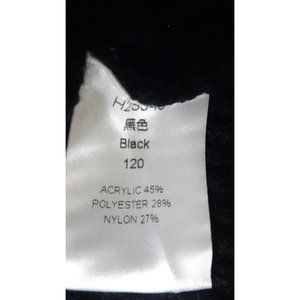 黑色
Black
120
ACRYLIC 45%
POLYESTER 28%
NYLON 27%